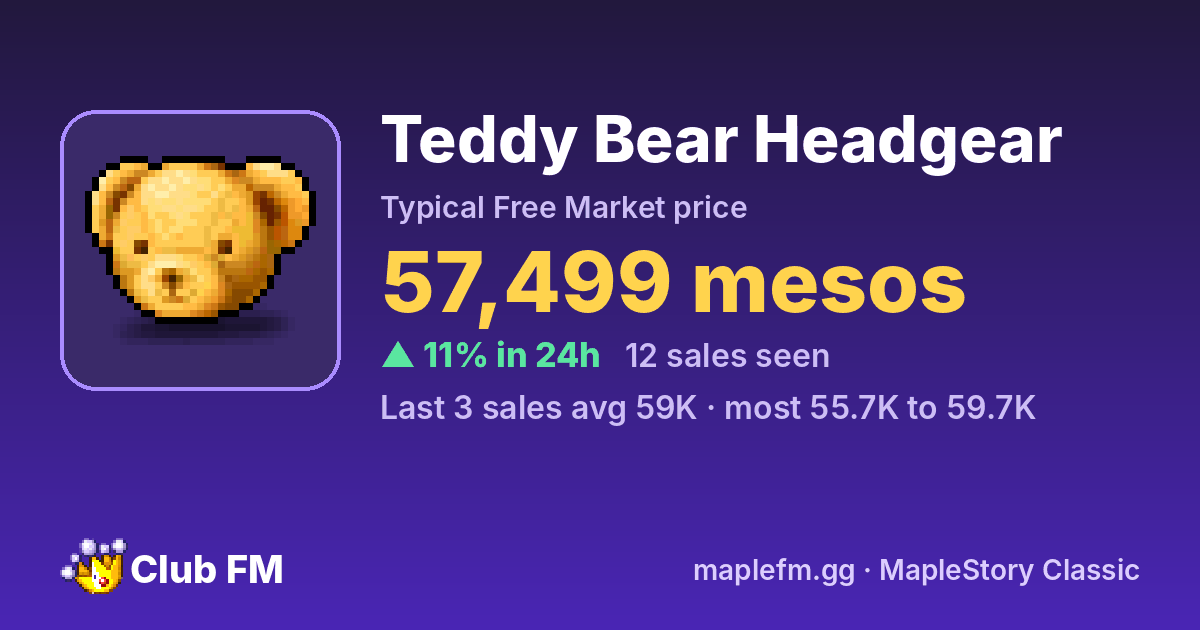 Teddy Bear Headgear
Typical Free Market price
57,499 mesos
▲ 11% in 24h 12 sales seen
Last 3 sales avg 59K · most 55.7K to 59.7K
Club FM
maplefm.gg · MapleStory Classic